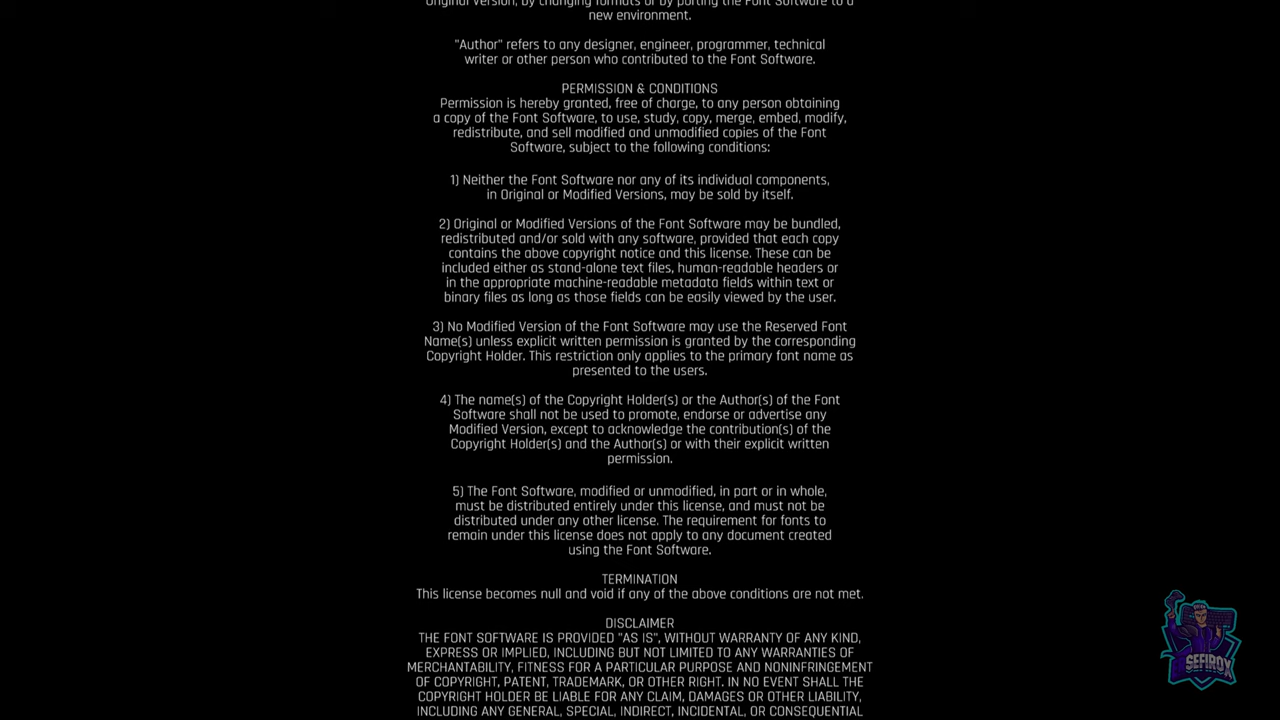 Original Version, by changing formats or by porting the Font Software to a
new environment.
"Author" refers to any designer, engineer, programmer, technical
writer or other person who contributed to the Font Software.
PERMISSION & CONDITIONS
Permission is hereby granted, free of charge, to any person obtaining
a copy of the Font Software, to use, study, copy, merge, embed, modify,
redistribute, and sell modified and unmodified copies of the Font
Software, subject to the following conditions:
1) Neither the Font Software nor any of its individual components,
in Original or Modified Versions, may be sold by itself.
2) Original or Modified Versions of the Font Software may be bundled,
redistributed and/or sold with any software, provided that each copy
contains the above copyright notice and this license. These can be
included either as stand-alone text files, human-readable headers or
in the appropriate machine-readable metadata fields within text or
binary files as long as those fields can be easily viewed by the user.
3) No Modified Version of the Font Software may use the Reserved Font
Name(s) unless explicit written permission is granted by the corresponding
Copyright Holder. This restriction only applies to the primary font name as
presented to the users.
4) The name(s) of the Copyright Holder(s) or the Author(s) of the Font
Software shall not be used to promote, endorse or advertise any
Modified Version, except to acknowledge the contribution(s) of the
Copyright Holder(s) and the Author(s) or with their explicit written
permission.
5) The Font Software, modified or unmodified, in part or in whole,
must be distributed entirely under this license, and must not be
distributed under any other license. The requirement for fonts to
remain under this license does not apply to any document created
using the Font Software.
TERMINATION
This license becomes null and void if any of the above conditions are not met.
DISCLAIMER
THE FONT SOFTWARE IS PROVIDED "AS IS", WITHOUT WARRANTY OF ANY KIND,
EXPRESS OR IMPLIED, INCLUDING BUT NOT LIMITED TO ANY WARRANTIES OF
MERCHANTABILITY, FITNESS FOR A PARTICULAR PURPOSE AND NONINFRINGEMENT
OF COPYRIGHT, PATENT, TRADEMARK, OR OTHER RIGHT. IN NO EVENT SHALL THE
COPYRIGHT HOLDER BE LIABLE FOR ANY CLAIM, DAMAGES OR OTHER LIABILITY,
INCLUDING ANY GENERAL, SPECIAL, INDIRECT, INCIDENTAL, OR CONSEQUENTIAL
SEFIROX